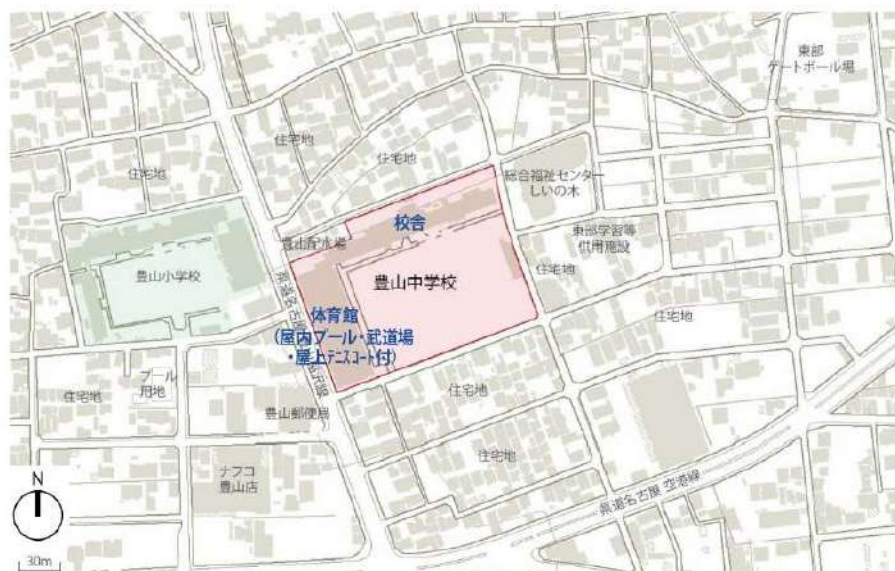 東部
ゲートボール場
住宅地
住宅地
住宅地
総合福祉センター
しいの木
校舎
豊山配水場
東部学習等
供用施設
豊山小学校
豊山中学校
住宅地
体育館
(屋内プール・武道場
・屋上テニスコート付)
住宅地
住宅地
プール
用地
住宅地
豊山郵便局
ナフコ
豊山店
住宅地
県道名古屋空港線
N
30m